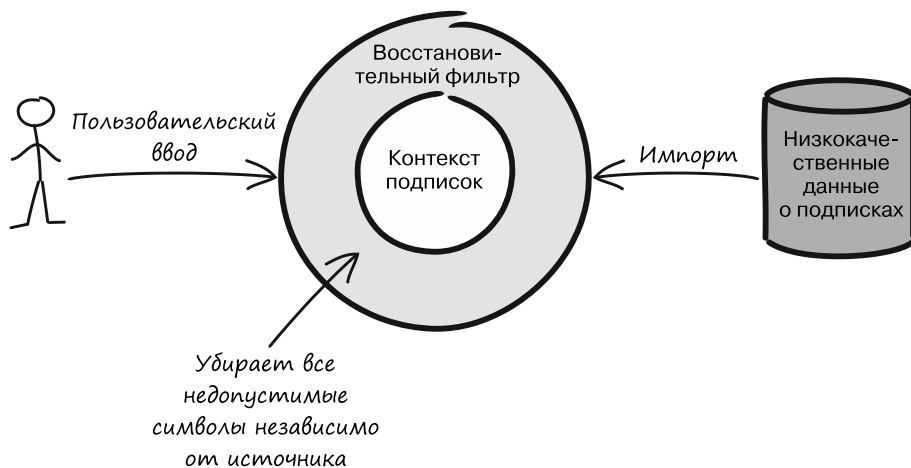 Восстанови-
тельный фильтр
Пользовательский
ввод
Контекст
подписок
Импорт
Низкокаче-
ственные
данные
о подписках
Убирает все
недопустимые
символы независимо
от источника